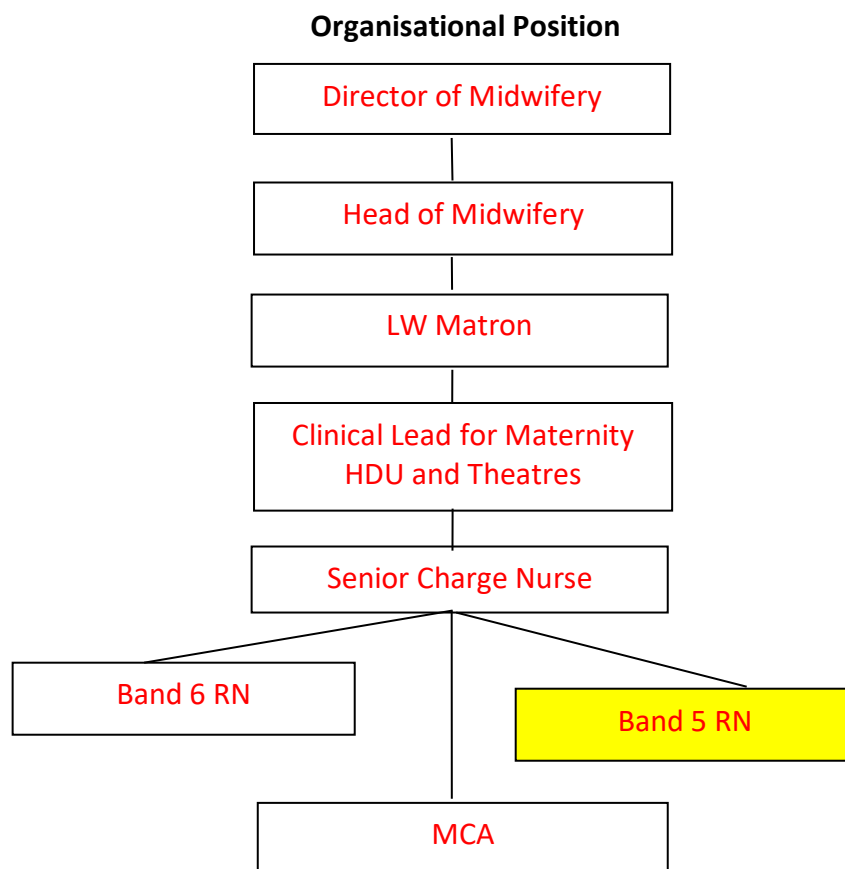 Organisational Position
Director of Midwifery
Head of Midwifery
LW Matron
Clinical Lead for Maternity
HDU and Theatres
Senior Charge Nurse
Band 6 RN
Band 5 RN
MCA